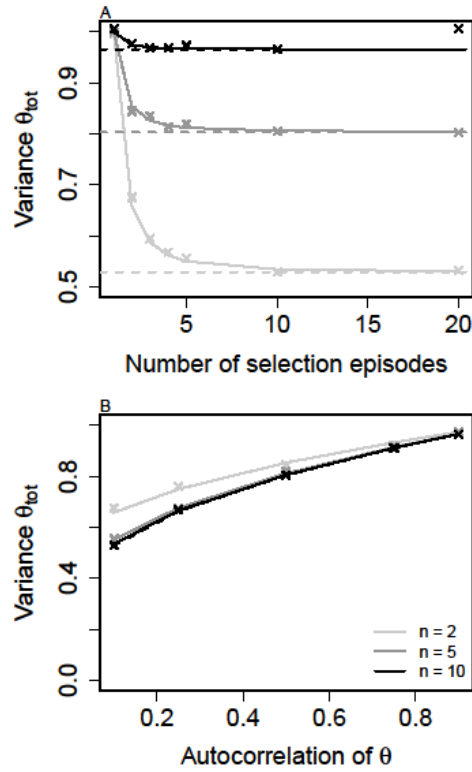 A
Variance θtot
0.9
0.7
0.5
5
10
15
20
Number of selection episodes
B
Variance θtot
0.8
0.4
0.0
n = 2
n = 5
n = 10
0.2
0.4
0.6
0.8
Autocorrelation of θ